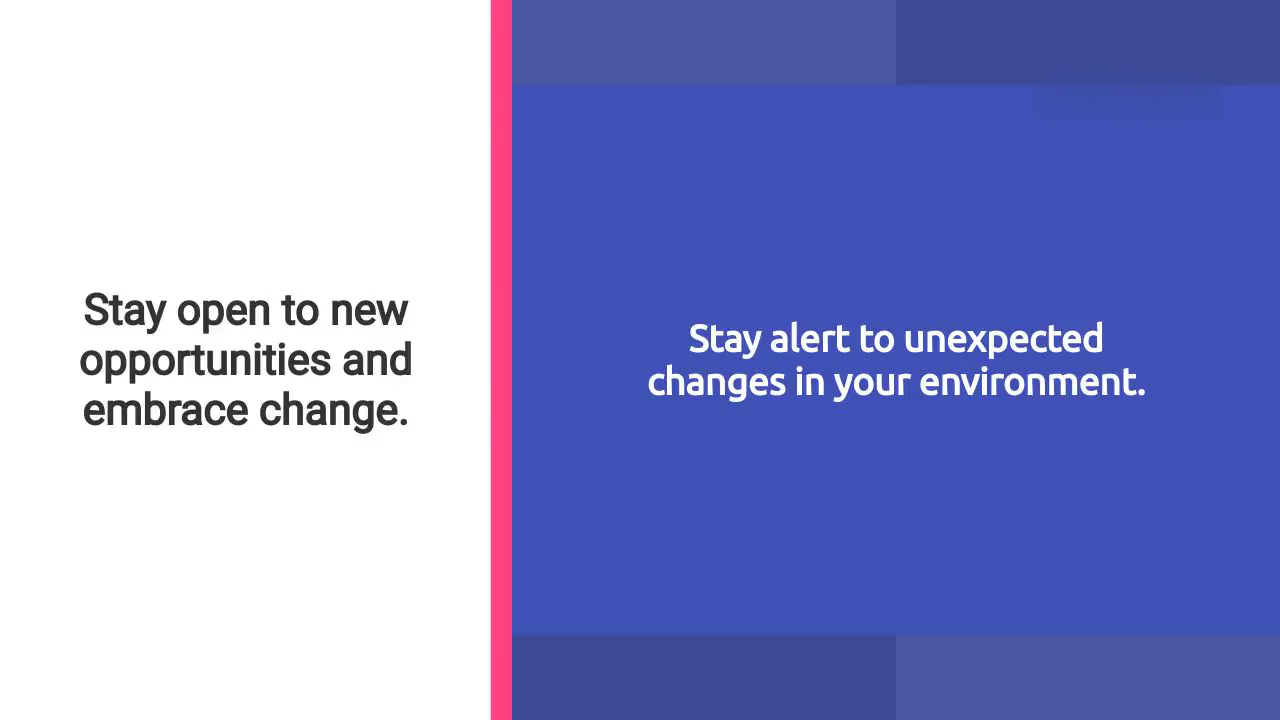 Stay open to new
opportunities and
embrace change.
Stay alert to unexpected
changes in your environment.